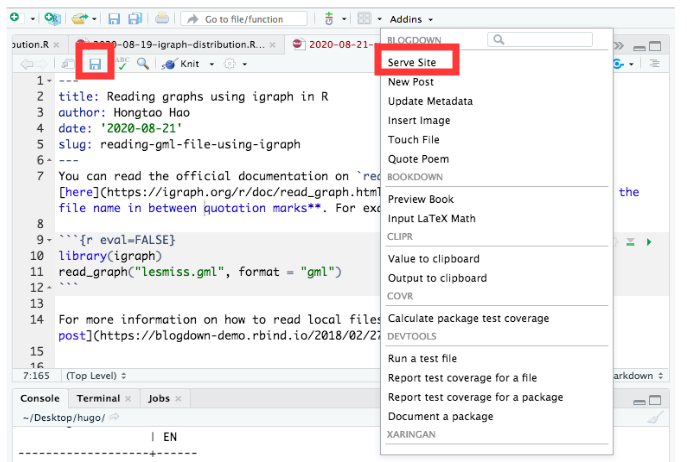 Go to file/function
Addins
bution.R
2020-08-19-igraph-distribution.R...
2020-08-21-
ABC
Knit
1 ---
2 title: Reading graphs using igraph in R
3 author: Hongtao Hao
4 date: '2020-08-21'
5 slug: reading-gml-file-using-igraph
6 ---
7 You can read the official documentation on `rea
[here](https://igraph.org/r/doc/read_graph.html
the
file name in between quotation marks**. For exa
8
9 ```{r eval=FALSE}
10 library(igraph)
11 read_graph("lesmiss.gml", format = "gml")
12 ```
13
14 For more information on how to read local files
post](https://blogdown-demo.rbind.io/2018/02/27
15
16
7:165 (Top Level)
arkdown
Console Terminal Jobs
~/Desktop/hugo/
| EN
-------------------+------
BLOGDOWN
Serve Site
New Post
Update Metadata
Insert Image
Touch File
Quote Poem
BOOKDOWN
Preview Book
Input LaTeX Math
CLIPR
Value to clipboard
Output to clipboard
COVR
Calculate package test coverage
DEVTOOLS
Run a test file
Report test coverage for a file
Report test coverage for a package
Document a package
XARINGAN